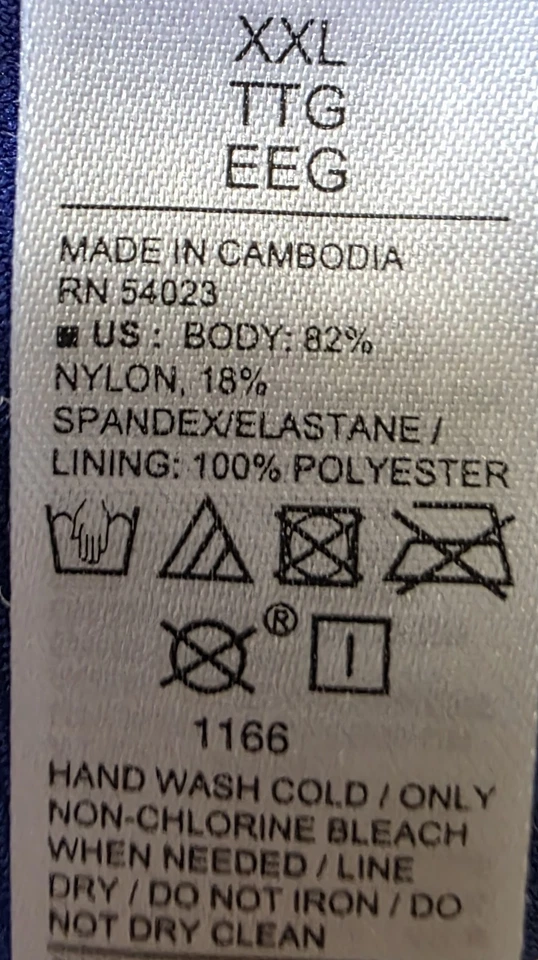 XXL
TTG
EEG
MADE IN CAMBODIA
RN 54023
US : BODY: 82%
NYLON, 18%
SPANDEX/ELASTANE /
LINING: 100% POLYESTER
®
1166
HAND WASH COLD / ONLY
NON-CHLORINE BLEACH
WHEN NEEDED / LINE
DRY / DO NOT IRON / DO
NOT DRY CLEAN